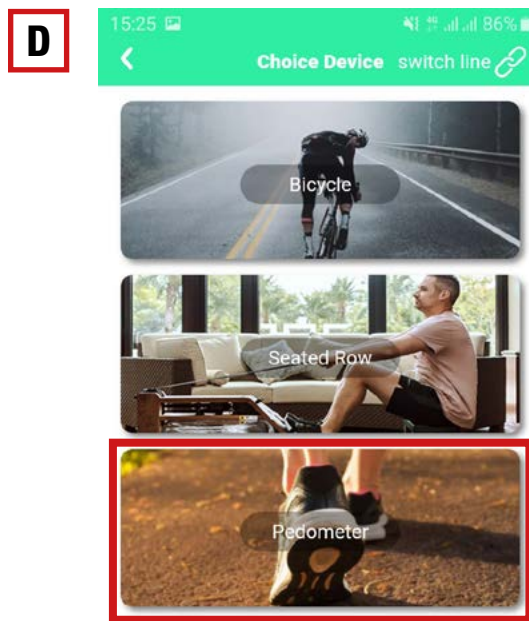 D
15:25 86%
Choice Device switch line
Bicycle
Seated Row
Pedometer